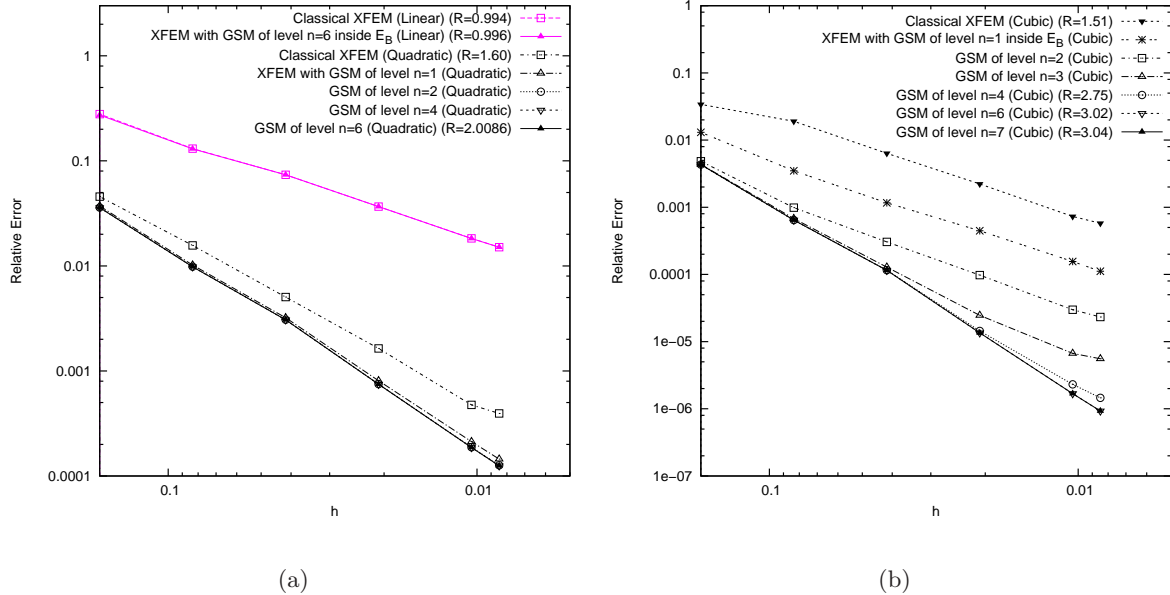 Classical XFEM (Linear) (R=0.994)
XFEM with GSM of level n=6 inside E_B (Linear) (R=0.996)
Classical XFEM (Quadratic) (R=1.60)
XFEM with GSM of level n=1 (Quadratic)
GSM of level n=2 (Quadratic)
GSM of level n=4 (Quadratic)
GSM of level n=6 (Quadratic) (R=2.0086)
1
0.1
0.01
0.001
0.0001
Relative Error
0.1
0.01
h
(a)
Classical XFEM (Cubic) (R=1.51)
XFEM with GSM of level n=1 inside E_B (Cubic)
GSM of level n=2 (Cubic)
GSM of level n=3 (Cubic)
GSM of level n=4 (Cubic) (R=2.75)
GSM of level n=6 (Cubic) (R=3.02)
GSM of level n=7 (Cubic) (R=3.04)
1
0.1
0.01
0.001
0.0001
1e−05
1e−06
1e−07
Relative Error
0.1
0.01
h
(b)